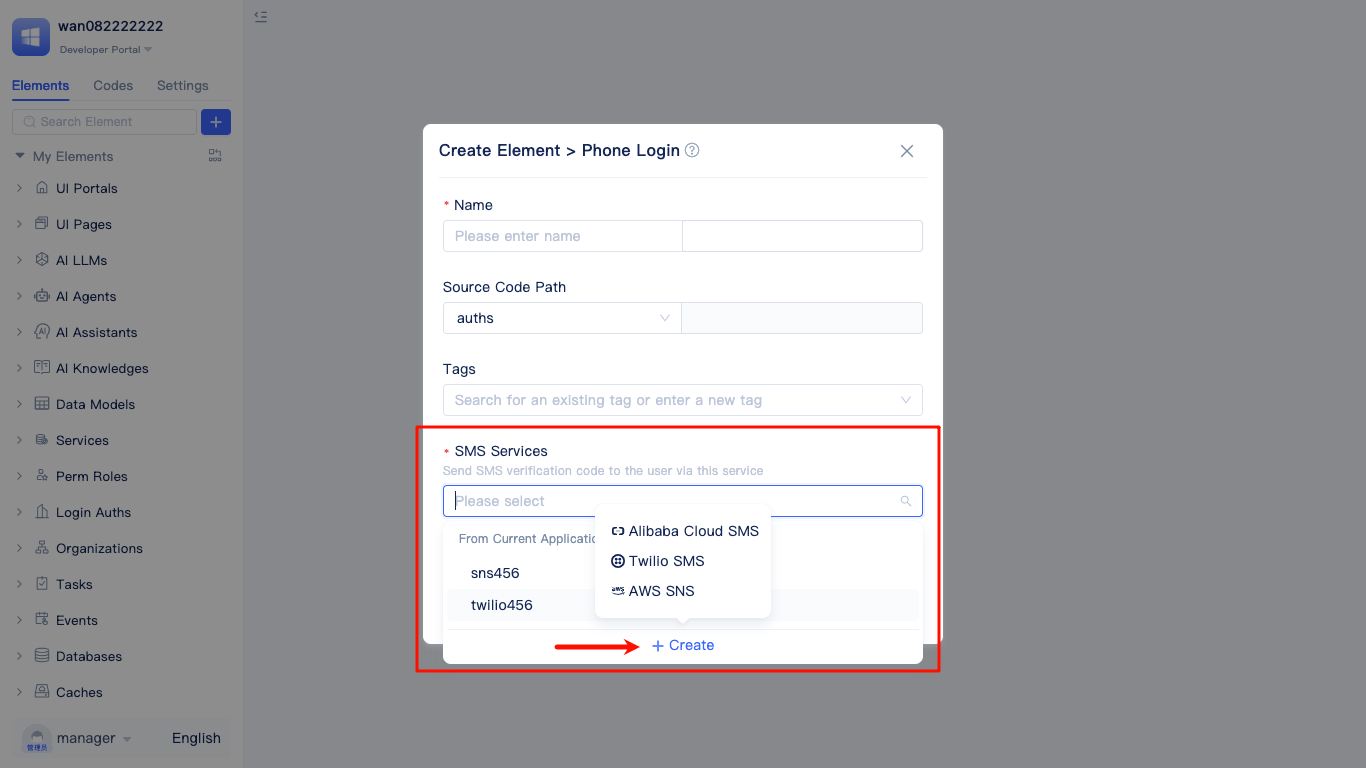 wan082222222
Developer Portal
Elements Codes Settings
Search Element
My Elements
UI Portals
UI Pages
AI LLMs
AI Agents
AI Assistants
AI Knowledges
Data Models
Services
Perm Roles
Login Auths
Organizations
Tasks
Events
Databases
Caches
管理员
manager
English
Create Element > Phone Login
* Name
Please enter name
Source Code Path
auths
Tags
Search for an existing tag or enter a new tag
* SMS Services
Send SMS verification code to the user via this service
Please select
From Current Applicatio
sns456
twilio456
Alibaba Cloud SMS
Twilio SMS
aws AWS SNS
+ Create